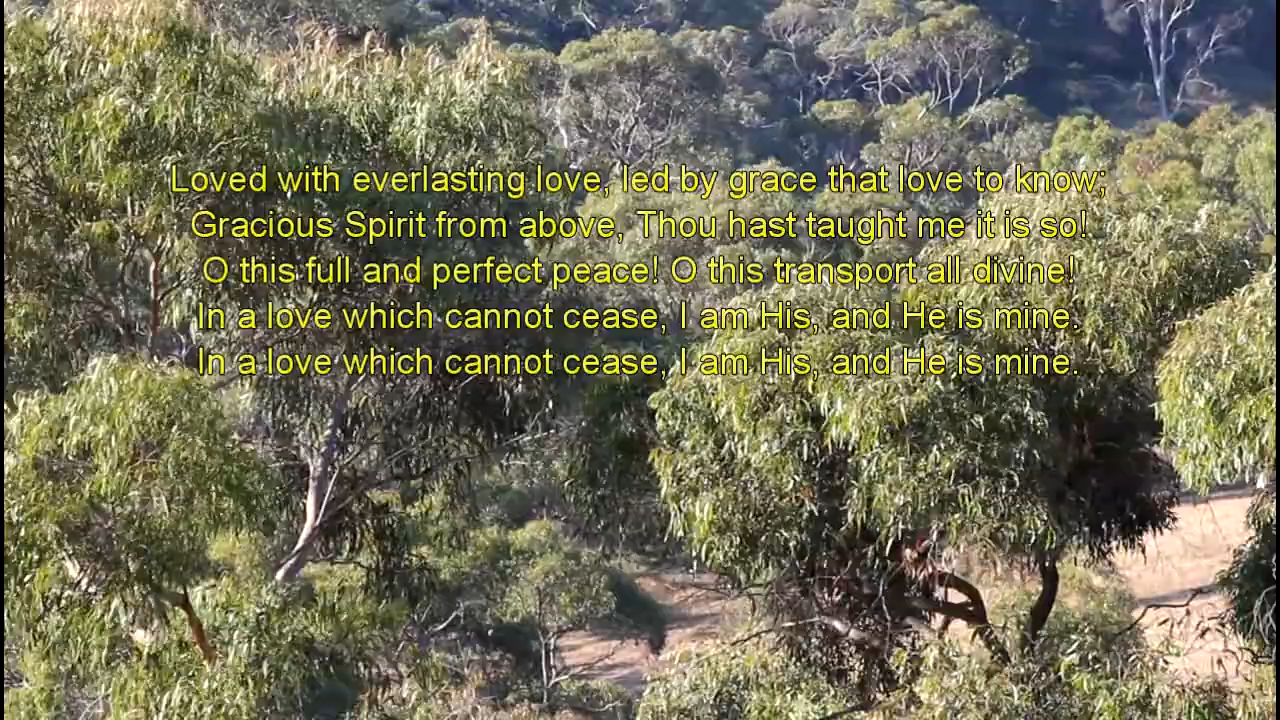 Loved with everlasting love, led by grace that love to know;
Gracious Spirit from above, Thou hast taught me it is so!
O this full and perfect peace! O this transport all divine!
In a love which cannot cease, I am His, and He is mine.
In a love which cannot cease, I am His, and He is mine.